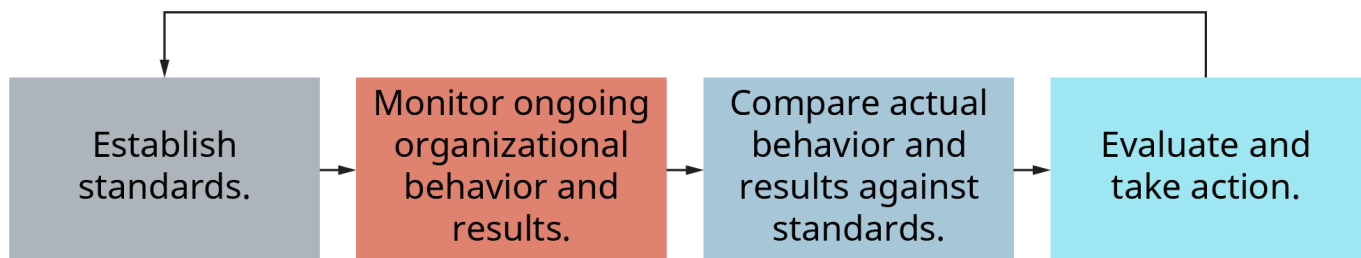 Establish
standards.
Monitor ongoing
organizational
behavior and
results.
Compare actual
behavior and
results against
standards.
Evaluate and
take action.